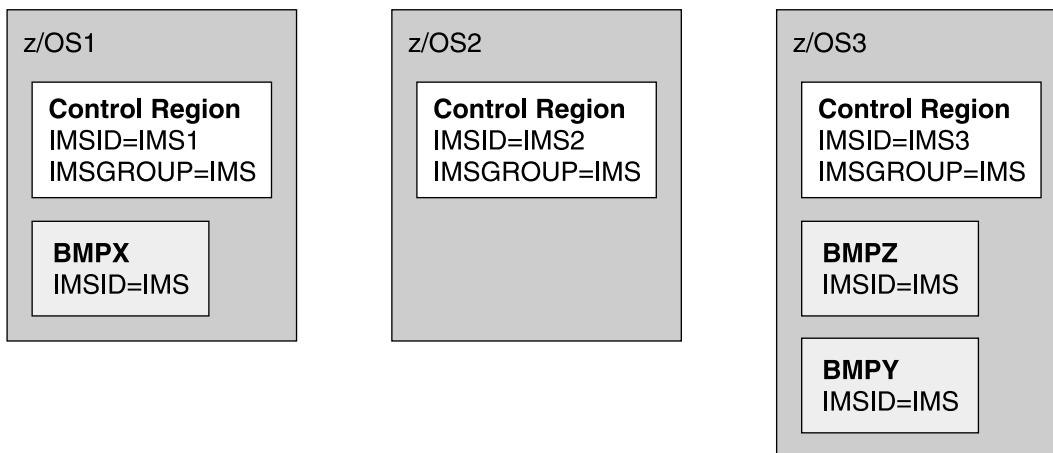 z/OS1
Control Region
IMSID=IMS1
IMSGROUP=IMS
BMPX
IMSID=IMS
z/OS2
Control Region
IMSID=IMS2
IMSGROUP=IMS
z/OS3
Control Region
IMSID=IMS3
IMSGROUP=IMS
BMPZ
IMSID=IMS
BMPY
IMSID=IMS